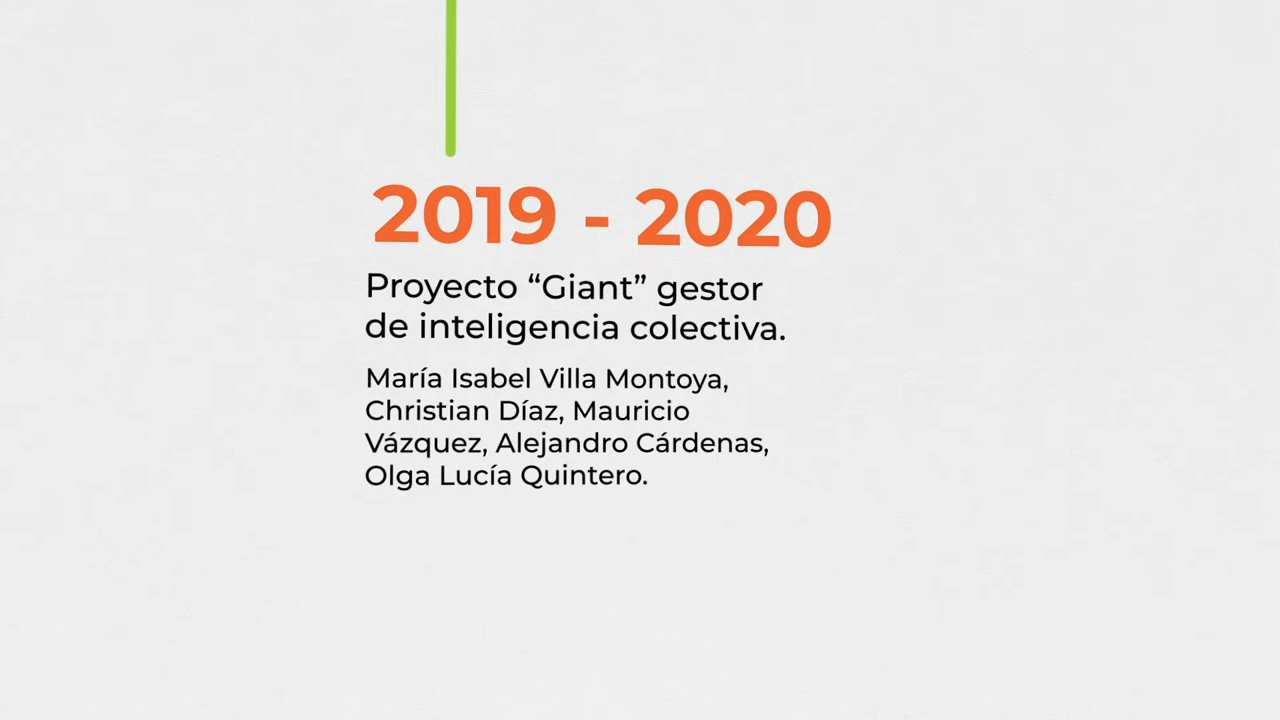 2019 - 2020
Proyecto “Giant” gestor
de inteligencia colectiva.
María Isabel Villa Montoya,
Christian Díaz, Mauricio
Vázquez, Alejandro Cárdenas,
Olga Lucía Quintero.